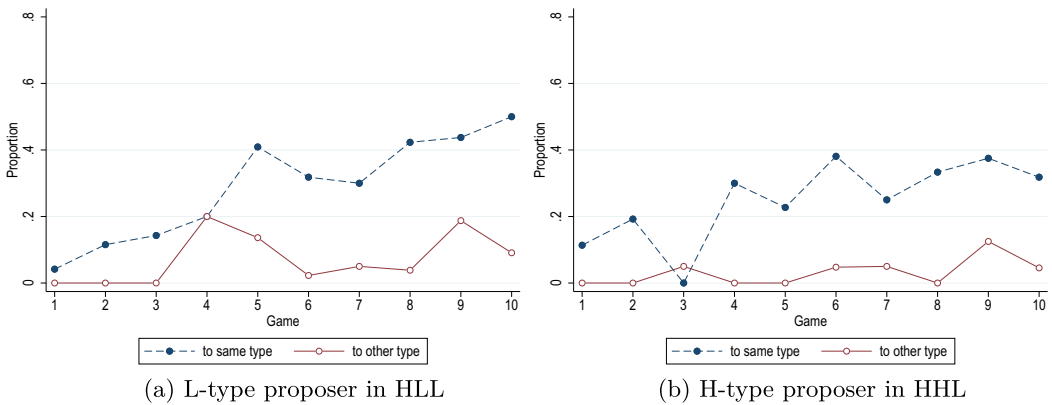 Proportion
0 .2 .4 .6 .8
1 2 3 4 5 6 7 8 9 10
Game
to same type to other type
(a) L-type proposer in HLL
Proportion
0 .2 .4 .6 .8
1 2 3 4 5 6 7 8 9 10
Game
to same type to other type
(b) H-type proposer in HHL